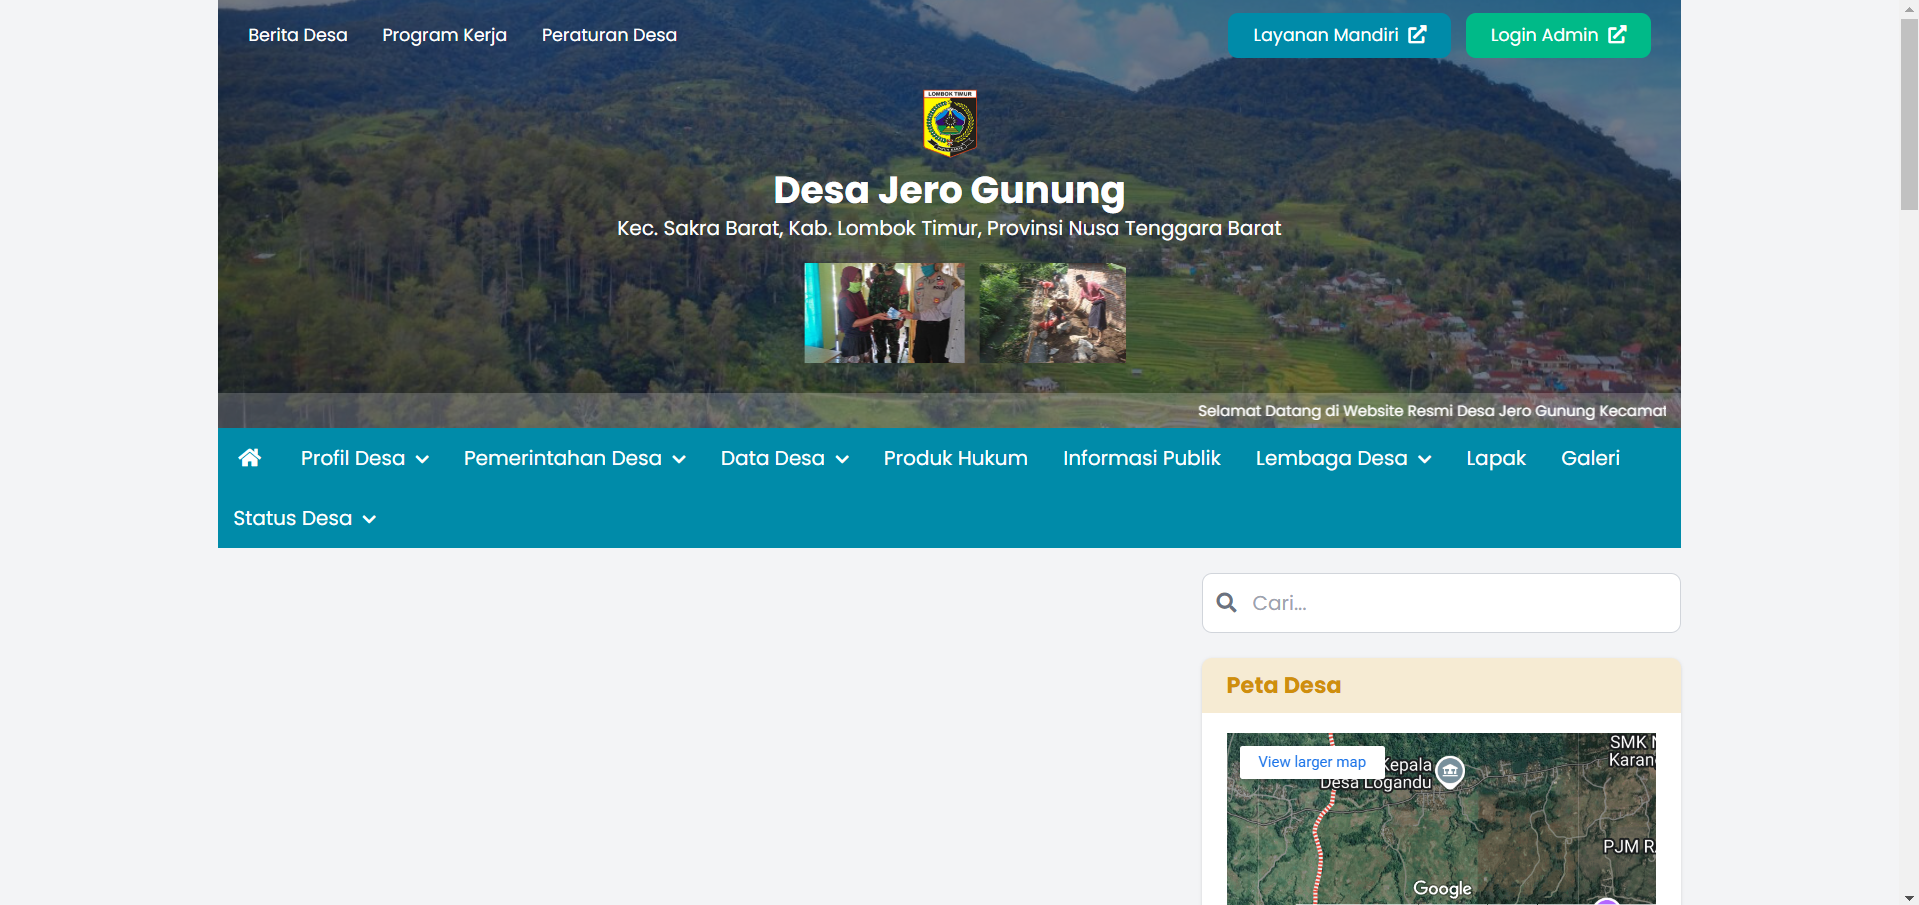 Berita Desa Program Kerja Peraturan Desa Layanan Mandiri Login Admin
LOMBOK TIMUR
Desa Jero Gunung
Kec. Sakra Barat, Kab. Lombok Timur, Provinsi Nusa Tenggara Barat
Selamat Datang di Website Resmi Desa Jero Gunung Kecamat
Profil Desa Pemerintahan Desa Data Desa Produk Hukum Informasi Publik Lembaga Desa Lapak Galeri
Status Desa
Cari...
Peta Desa
View larger map
Kepala
Desa Logandu
SMK N
Karan
PJM RA
Google